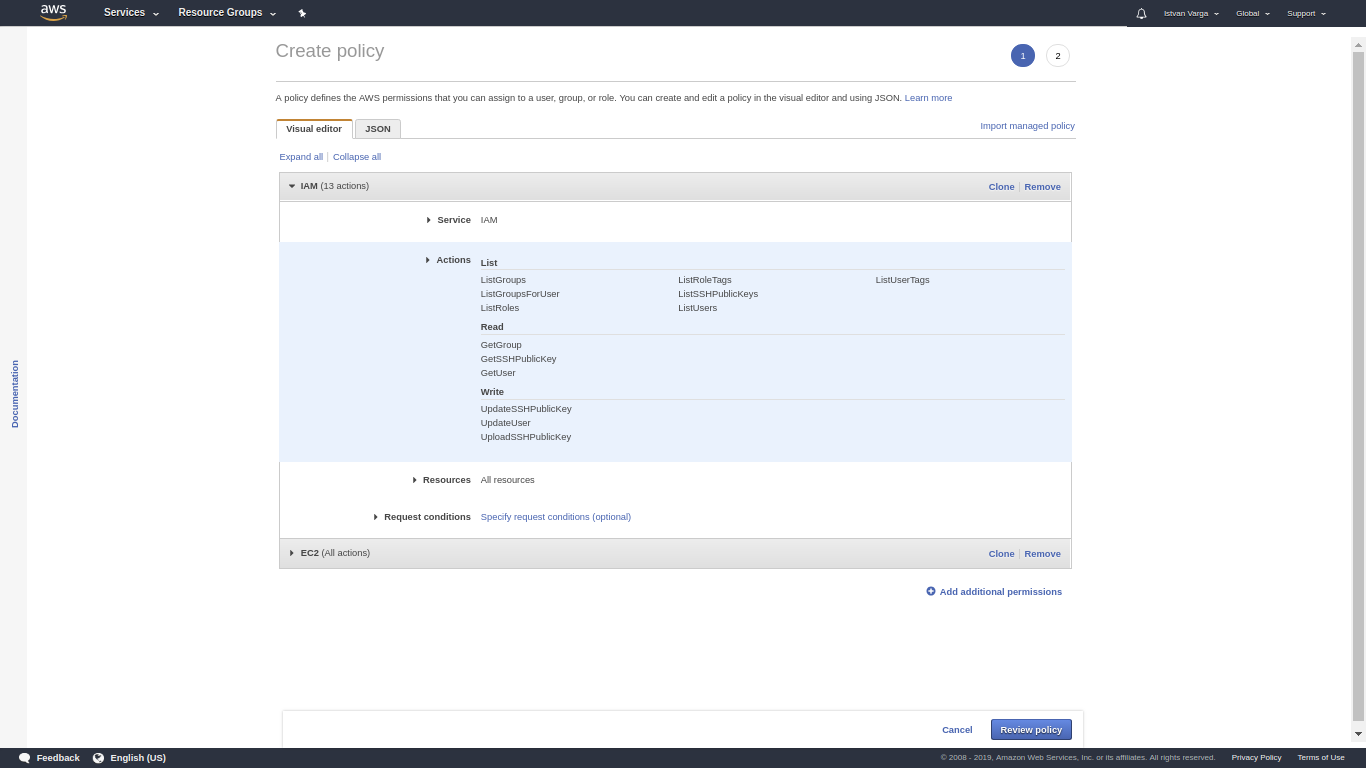 aws Services Resource Groups Istvan Varga Global Support
Create policy 1 2
A policy defines the AWS permissions that you can assign to a user, group, or role. You can create and edit a policy in the visual editor and using JSON. Learn more
Visual editor JSON Import managed policy
Expand all Collapse all
IAM (13 actions) Clone Remove
Service IAM
Actions List
ListGroups ListRoleTags ListUserTags
ListGroupsForUser ListSSHPublicKeys
ListRoles ListUsers
Read
GetGroup
GetSSHPublicKey
GetUser
Documentation
Write
UpdateSSHPublicKey
UpdateUser
UploadSSHPublicKey
Resources All resources
Request conditions Specify request conditions (optional)
EC2 (All actions) Clone Remove
Add additional permissions
Cancel Review policy
Feedback English (US) © 2008 - 2019, Amazon Web Services, Inc. or its affiliates. All rights reserved. Privacy Policy Terms of Use